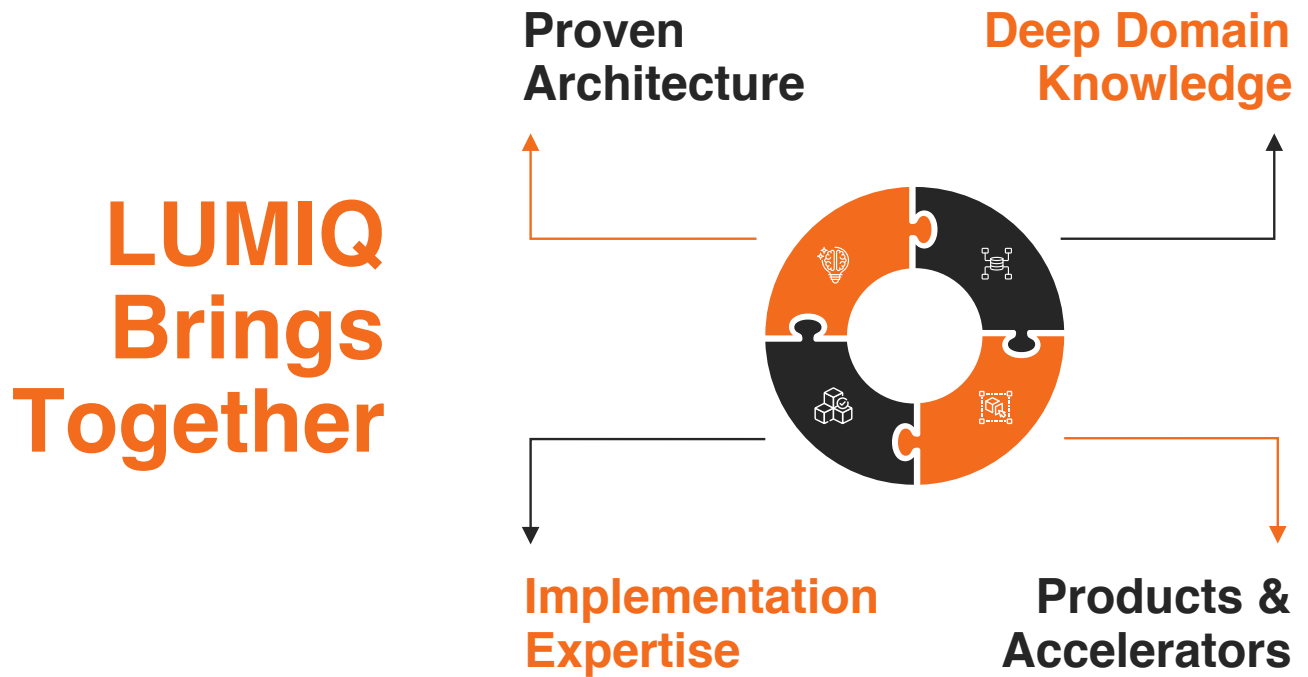 LUMIQ
Brings
Together
Proven
Architecture
Deep Domain
Knowledge
Implementation
Expertise
Products &
Accelerators